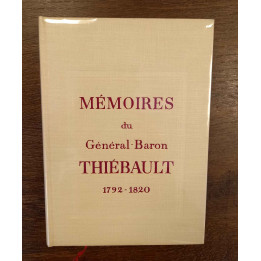 MÉMOIRES
du
Général-Baron
THIÉBAULT
1792-1820